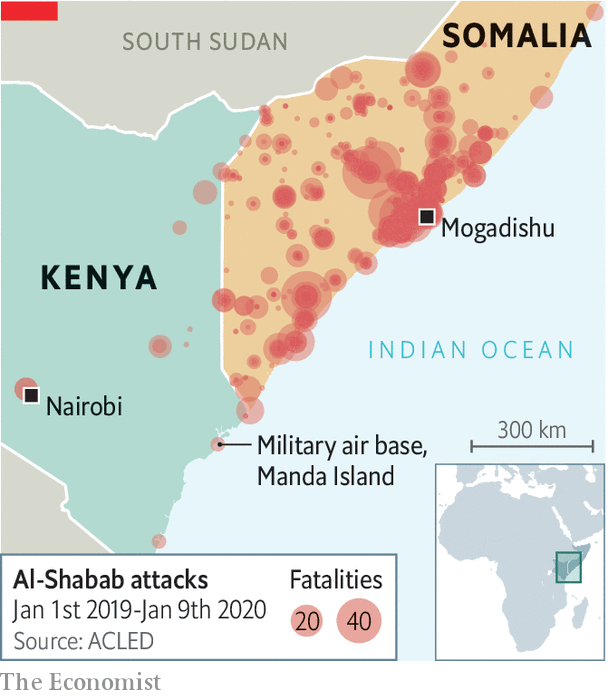 SOUTH SUDAN
SOMALIA
Mogadishu
KENYA
INDIAN OCEAN
Nairobi
300 km
Military air base,
Manda Island
Al-Shabab attacks
Jan 1st 2019-Jan 9th 2020
Source: ACLED
Fatalities
20 40
The Economist